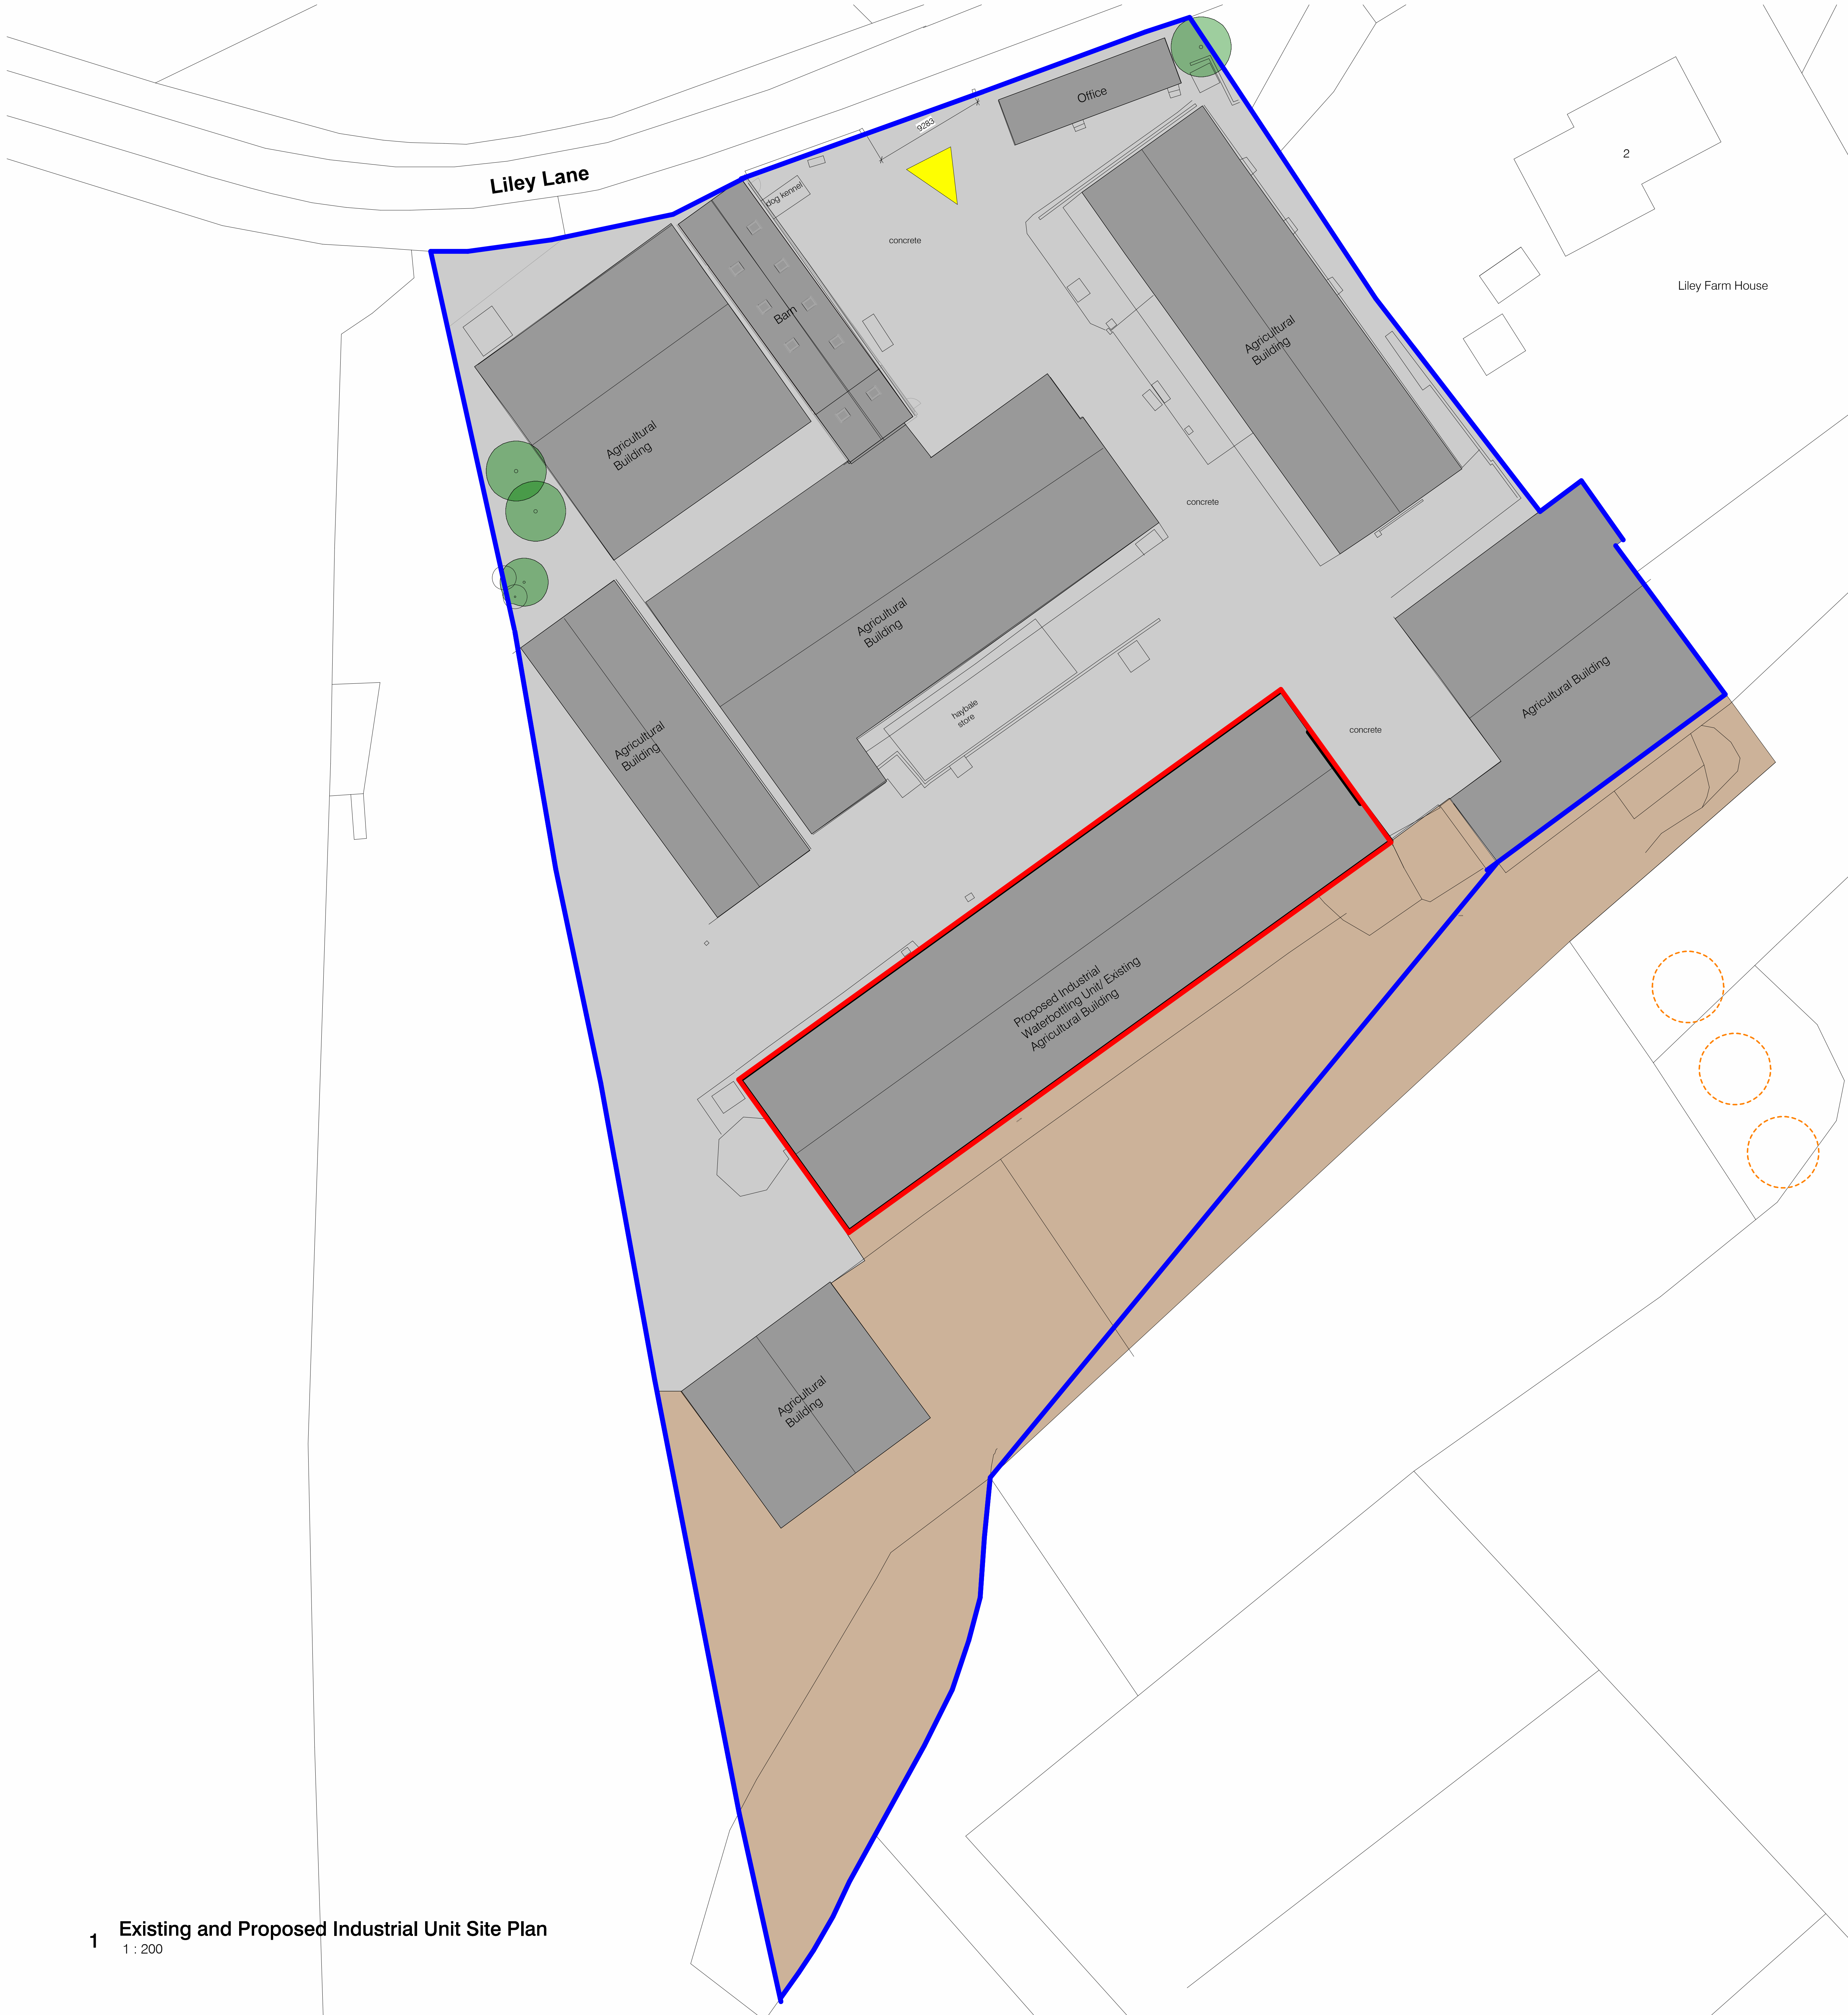 Office
9283
2
Liley Lane
dog kennel
concrete
Liley Farm House
Barn
Agricultural
Building
Agricultural
Building
concrete
Agricultural
Building
Agricultural Building
haybale
store
concrete
Agricultural
Building
Proposed Industrial
Waterbottling Unit/ Existing
Agricultural Building
Agricultural
Building
1
Existing and Proposed Industrial Unit Site Plan
1 : 200